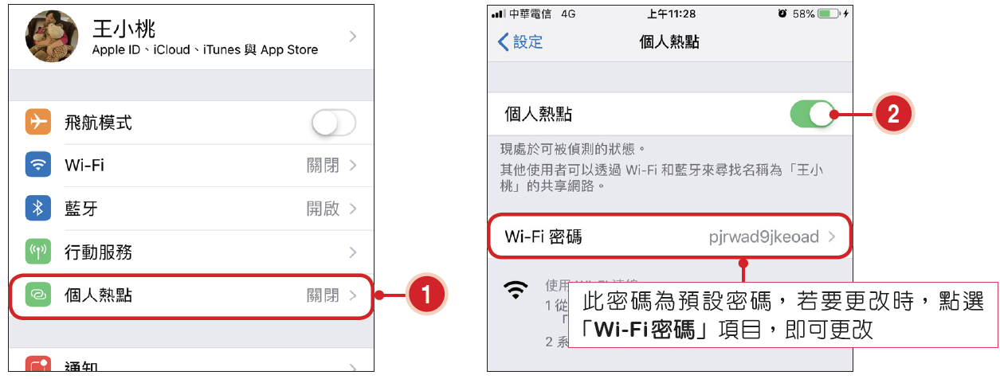 王小桃
Apple ID、iCloud、iTunes 與 App Store
飛航模式
Wi-Fi 關閉
藍牙 開啟
行動服務
個人熱點 關閉
1
通知
中華電信 4G 上午11:28 58%
設定 個人熱點
個人熱點
2
現處於可被偵測的狀態。
其他使用者可以透過 Wi-Fi 和藍牙來尋找名稱為「王小
桃」的共享網路。
Wi-Fi 密碼 pjrwad9jkeoad
使用 Wi-Fi 連線
1 從
「
2 系
此密碼為預設密碼，若要更改時，點選
「Wi-Fi密碼」項目，即可更改